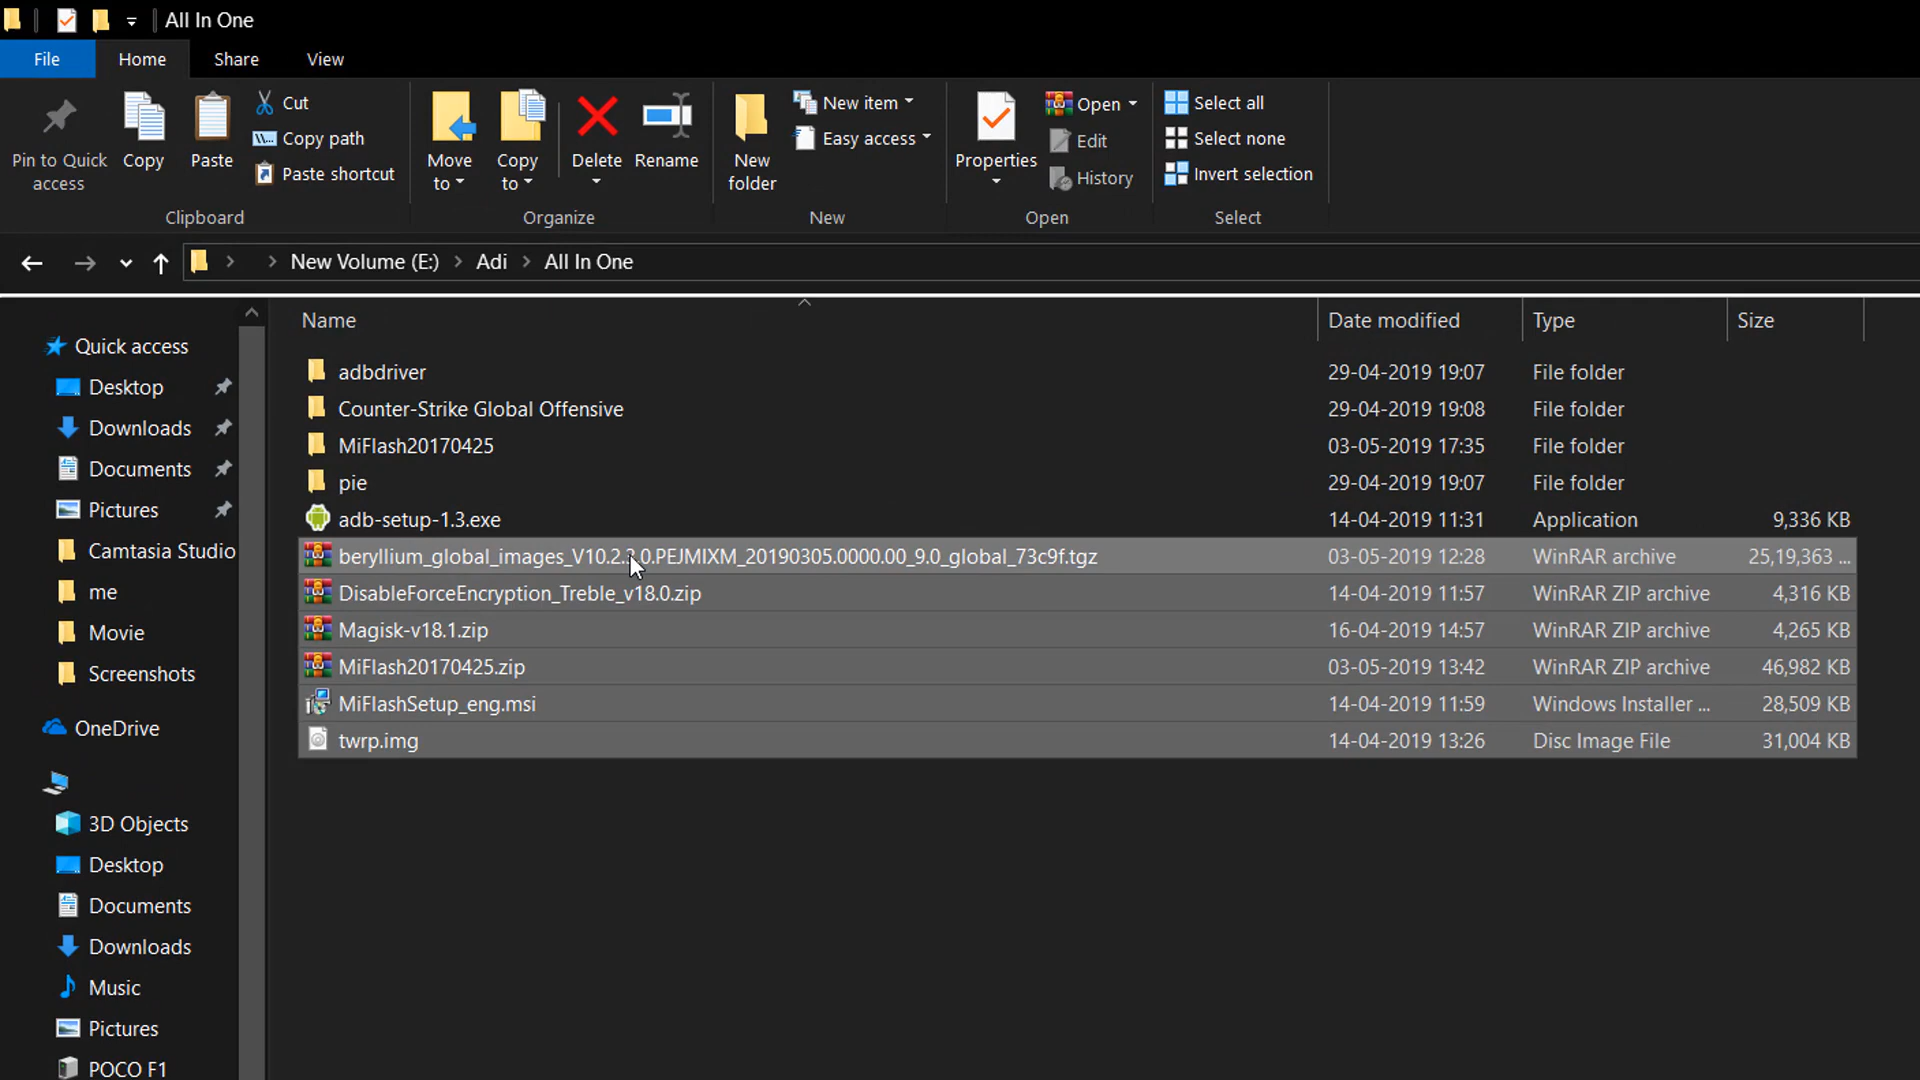 All In One
File Home Share View
Pin to Quick access
Copy
Paste
Cut
Copy path
Paste shortcut
Clipboard
Move to
Copy to
Delete
Rename
Organize
New folder
New item
Easy access
New
Properties
Open
Edit
History
Open
Select all
Select none
Invert selection
Select
New Volume (E:) Adi All In One
Quick access
Desktop
Downloads
Documents
Pictures
Camtasia Studio
me
Movie
Screenshots
OneDrive
3D Objects
Desktop
Documents
Downloads
Music
Pictures
POCO F1
Name Date modified Type Size
adbdriver 29-04-2019 19:07 File folder
Counter-Strike Global Offensive 29-04-2019 19:08 File folder
MiFlash20170425 03-05-2019 17:35 File folder
pie 29-04-2019 19:07 File folder
adb-setup-1.3.exe 14-04-2019 11:31 Application 9,336 KB
beryllium_global_images_V10.2.3.0.PEJMIXM_20190305.0000.00_9.0_global_73c9f.tgz 03-05-2019 12:28 WinRAR archive 25,19,363 ...
DisableForceEncryption_Treble_v18.0.zip 14-04-2019 11:57 WinRAR ZIP archive 4,316 KB
Magisk-v18.1.zip 16-04-2019 14:57 WinRAR ZIP archive 4,265 KB
MiFlash20170425.zip 03-05-2019 13:42 WinRAR ZIP archive 46,982 KB
MiFlashSetup_eng.msi 14-04-2019 11:59 Windows Installer ... 28,509 KB
twrp.img 14-04-2019 13:26 Disc Image File 31,004 KB